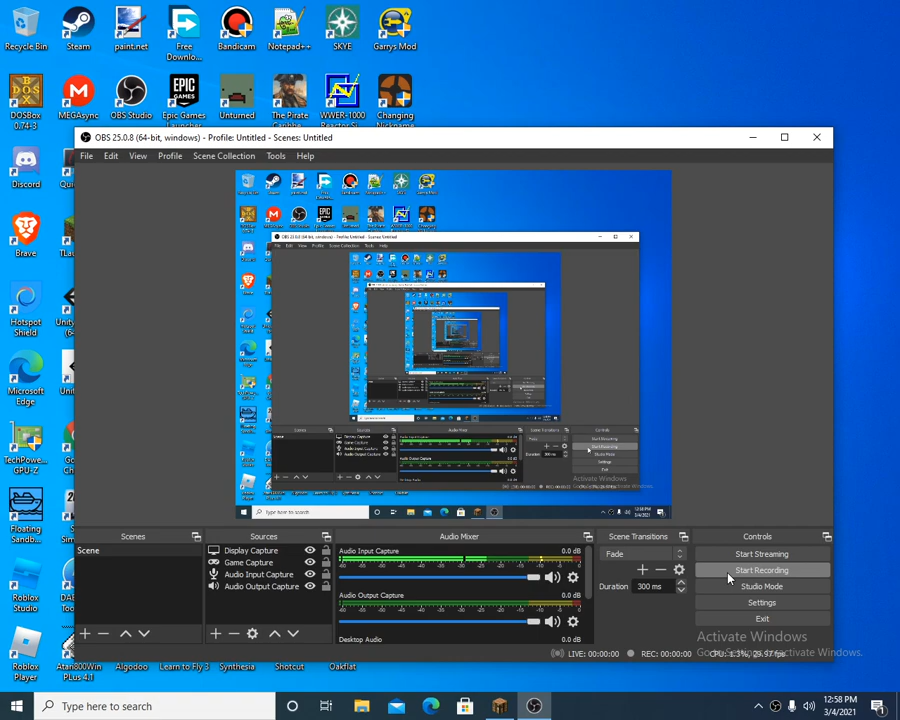 Recycle Bin
Steam
paint.net
Free Downlo...
Bandicam
Notepad++
SKYE
Garrys Mod
DOSBox 0.74-3
MEGAsync
OBS Studio
Epic Games
Unturned
The Pirate
WWER-1000
Changing Nickname
OBS 25.0.8 (64-bit, windows) - Profile: Untitled - Scenes: Untitled
File Edit View Profile Scene Collection Tools Help
Discord
Brave
Hotspot Shield
Microsoft Edge
TechPowe... GPU-Z
Roblox Studio
Roblox Player
Scenes
Sources
Audio Mixer
Scene Transitions
Controls
Scene
Display Capture
Game Capture
Audio Input Capture
Audio Output Capture
Audio Input Capture 0.0 dB
Audio Output Capture 0.0 dB
Desktop Audio 0.0 dB
Fade
Duration 300 ms
Start Streaming
Start Recording
Studio Mode
Settings
Exit
Activate Windows
LIVE: 00:00:00
REC: 00:00:00
Atari800Win PLus 4.1
Algodoo
Learn to Fly 3
Synthesia
Shotcut
Oakflat
Type here to search
12:58 PM
3/4/2021